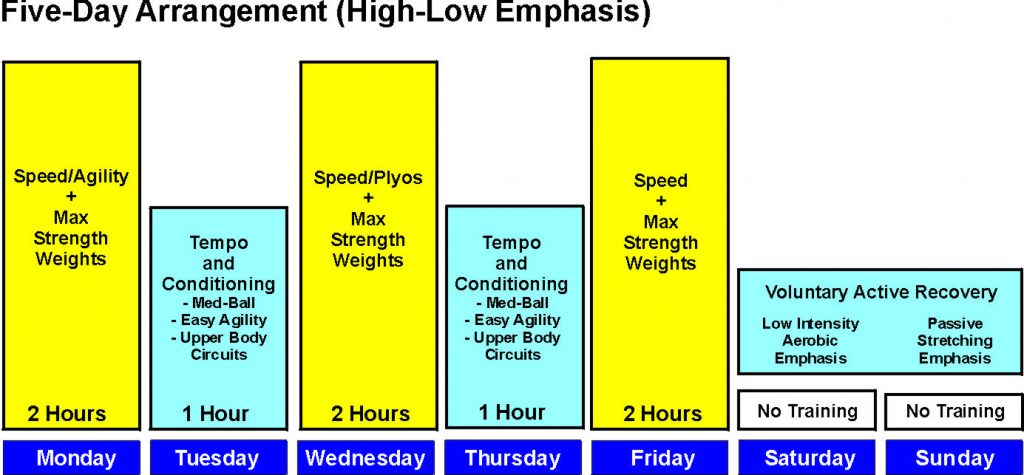 Five-Day Arrangement (High-Low Emphasis)
Speed/Agility
+
Max
Strength
Weights
2 Hours
Monday
Tempo
and
Conditioning
- Med-Ball
- Easy Agility
- Upper Body
Circuits
1 Hour
Tuesday
Speed/Plyos
+
Max
Strength
Weights
2 Hours
Wednesday
Tempo
and
Conditioning
- Med-Ball
- Easy Agility
- Upper Body
Circuits
1 Hour
Thursday
Speed
+
Max
Strength
Weights
2 Hours
Friday
Voluntary Active Recovery
Low Intensity
Aerobic
Emphasis
Passive
Stretching
Emphasis
No Training
Saturday
No Training
Sunday